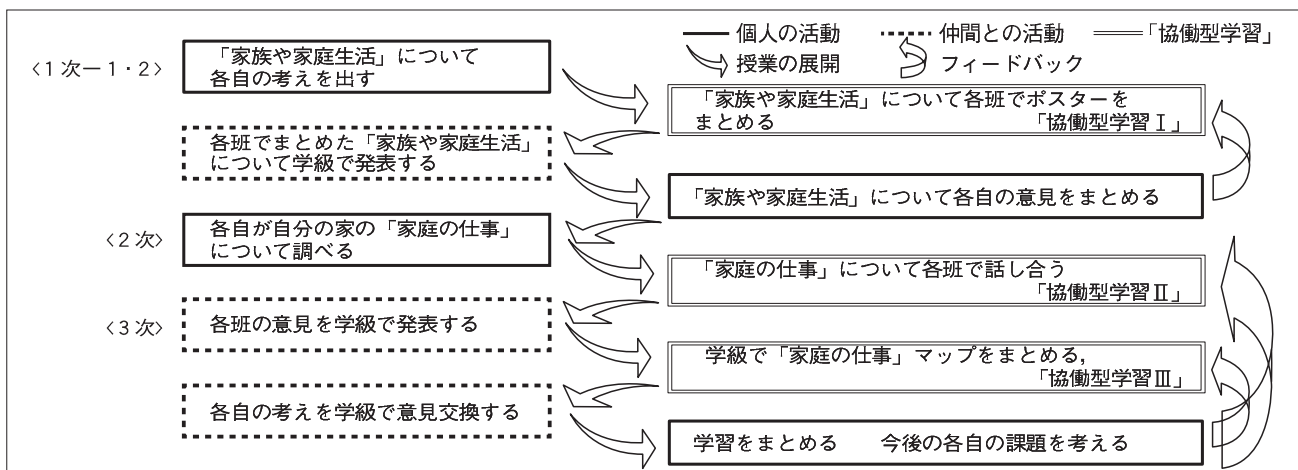 個人の活動 仲間との活動 「協働型学習」
授業の展開 フィードバック
〈1次ー1・2〉
「家族や家庭生活」について
各自の考えを出す
「家族や家庭生活」について各班でポスターを
まとめる 「協働型学習Ⅰ」
各班でまとめた「家族や家庭生活」
について学級で発表する
「家族や家庭生活」について各自の意見をまとめる
〈2次〉
各自が自分の家の「家庭の仕事」
について調べる
「家庭の仕事」について各班で話し合う
「協働型学習Ⅱ」
〈3次〉
各班の意見を学級で発表する
学級で「家庭の仕事」マップをまとめる,
「協働型学習Ⅲ」
各自の考えを学級で意見交換する
学習をまとめる 今後の各自の課題を考える